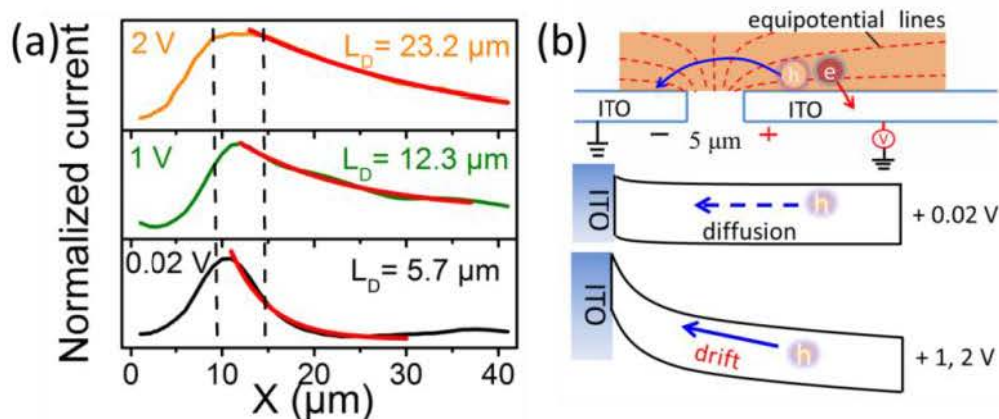 (a)
Normalized current
2 V
L_D = 23.2 μm
1 V
L_D = 12.3 μm
0.02 V
L_D = 5.7 μm
0 10 20 30 40
X (μm)
(b)
equipotential lines
h e
ITO ITO
− 5 μm +
V
ITO
h
diffusion
+ 0.02 V
ITO
h
drift
+ 1, 2 V